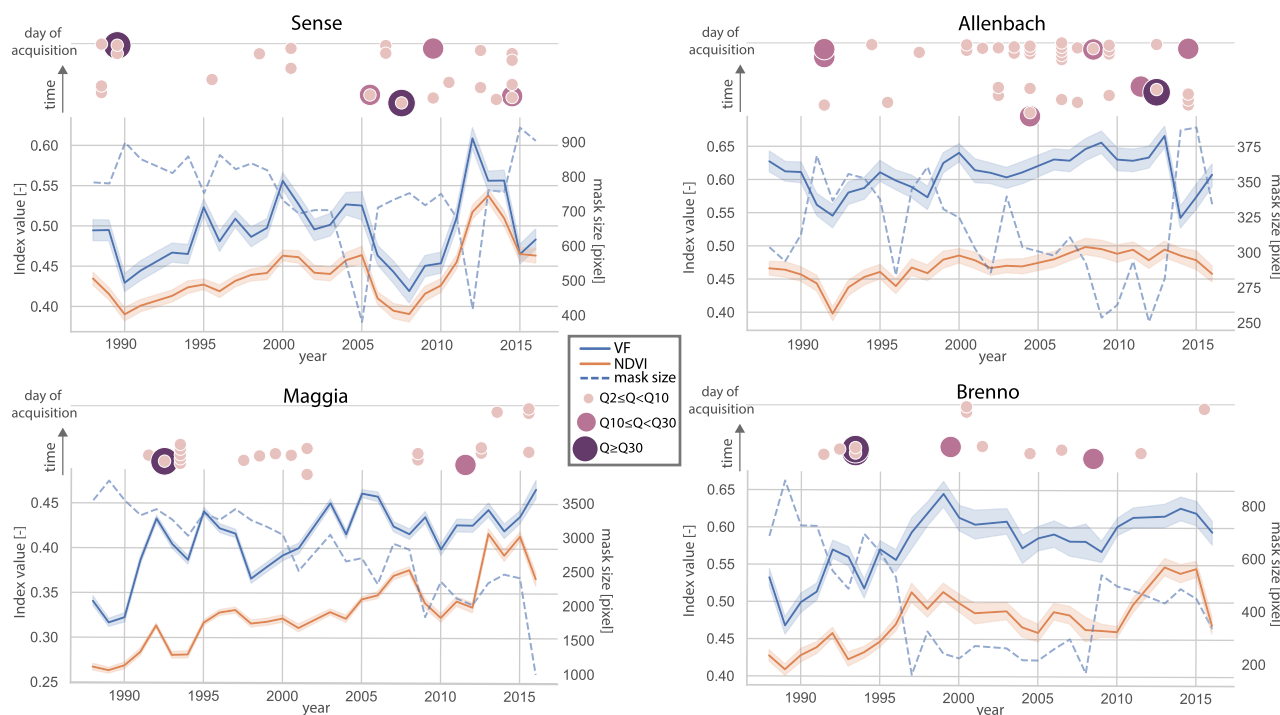 Sense
day of
acquisition
time
0.60
0.55
0.50
0.45
0.40
Index value [-]
900
800
700
600
500
400
mask size [pixel]
1990
1995
2000
2005
2010
2015
year
Allenbach
day of
acquisition
time
0.65
0.60
0.55
0.50
0.45
0.40
Index value [-]
375
350
325
300
275
250
mask size [pixel]
1990
1995
2000
2005
2010
2015
year
VF
NDVI
mask size
Q2≤Q<Q10
Q10≤Q<Q30
Q≥Q30
Maggia
day of
acquisition
time
0.45
0.40
0.35
0.30
0.25
Index value [-]
3500
3000
2500
2000
1500
1000
mask size [pixel]
1990
1995
2000
2005
2010
2015
year
Brenno
day of
acquisition
time
0.65
0.60
0.55
0.50
0.45
0.40
Index value [-]
800
600
400
200
mask size [pixel]
1990
1995
2000
2005
2010
2015
year